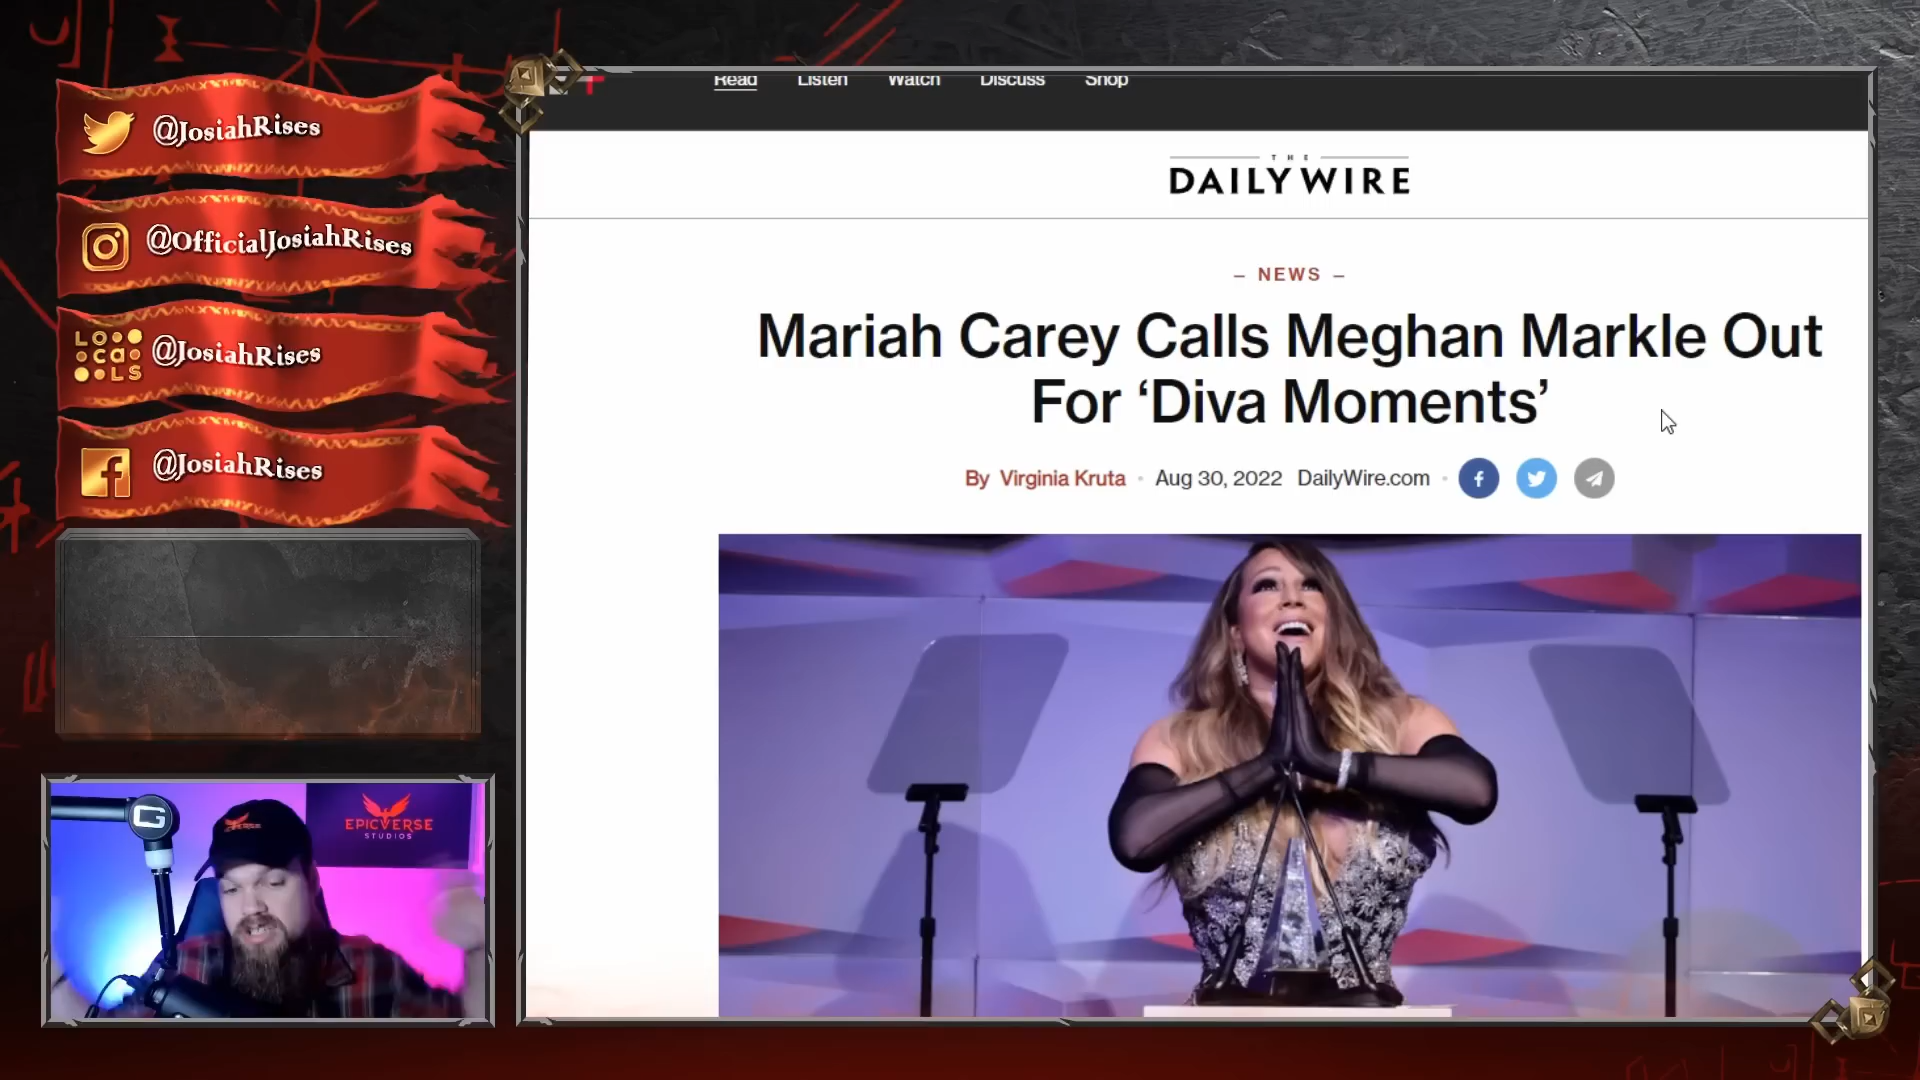 @JosiahRises
@OfficialJosiahRises
LOcaLS
@JosiahRises
@JosiahRises
Read Listen Watch Discuss Shop
THE
DAILY WIRE
– NEWS –
Mariah Carey Calls Meghan Markle Out
For ‘Diva Moments’
By Virginia Kruta • Aug 30, 2022 DailyWire.com •
EPICVERSE
STUDIOS